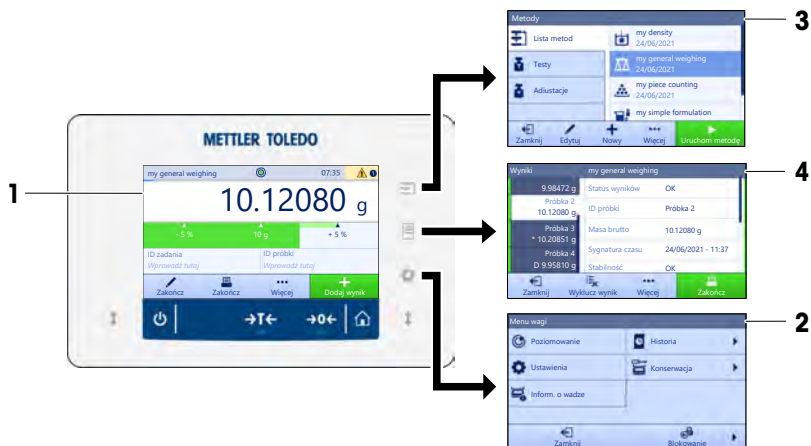 1
METTLER TOLEDO
my general weighing 07:35
10.12080 g
- 5 % 10 g + 5 %
ID zadania ID próbki
Wprowadź tutaj Wprowadź tutaj
Zakończ Zakończ Więcej Dodaj wynik
→T← →0←
3
Metody
Lista metod
Testy
Adiustacje
my density
24/06/2021
my general weighing
24/06/2021
my piece counting
24/06/2021
my simple formulation
Zamknij Edytuj Nowy Więcej Uruchom metodę
4
Wyniki my general weighing
9.98472 g
Próbka 2
10.12080 g
Próbka 3
* 10.20851 g
Próbka 4
D 9.95810 g
Status wyników OK
ID próbki Próbka 2
Masa brutto 10.12080 g
Sygnatura czasu 24/06/2021 - 11:37
Stabilność OK
Zamknij Wyklucz wynik Więcej Zakończ
2
Menu wagi
Poziomowanie Historia
Ustawienia Konserwacja
Inform. o wadze
Zamknij Blokowanie